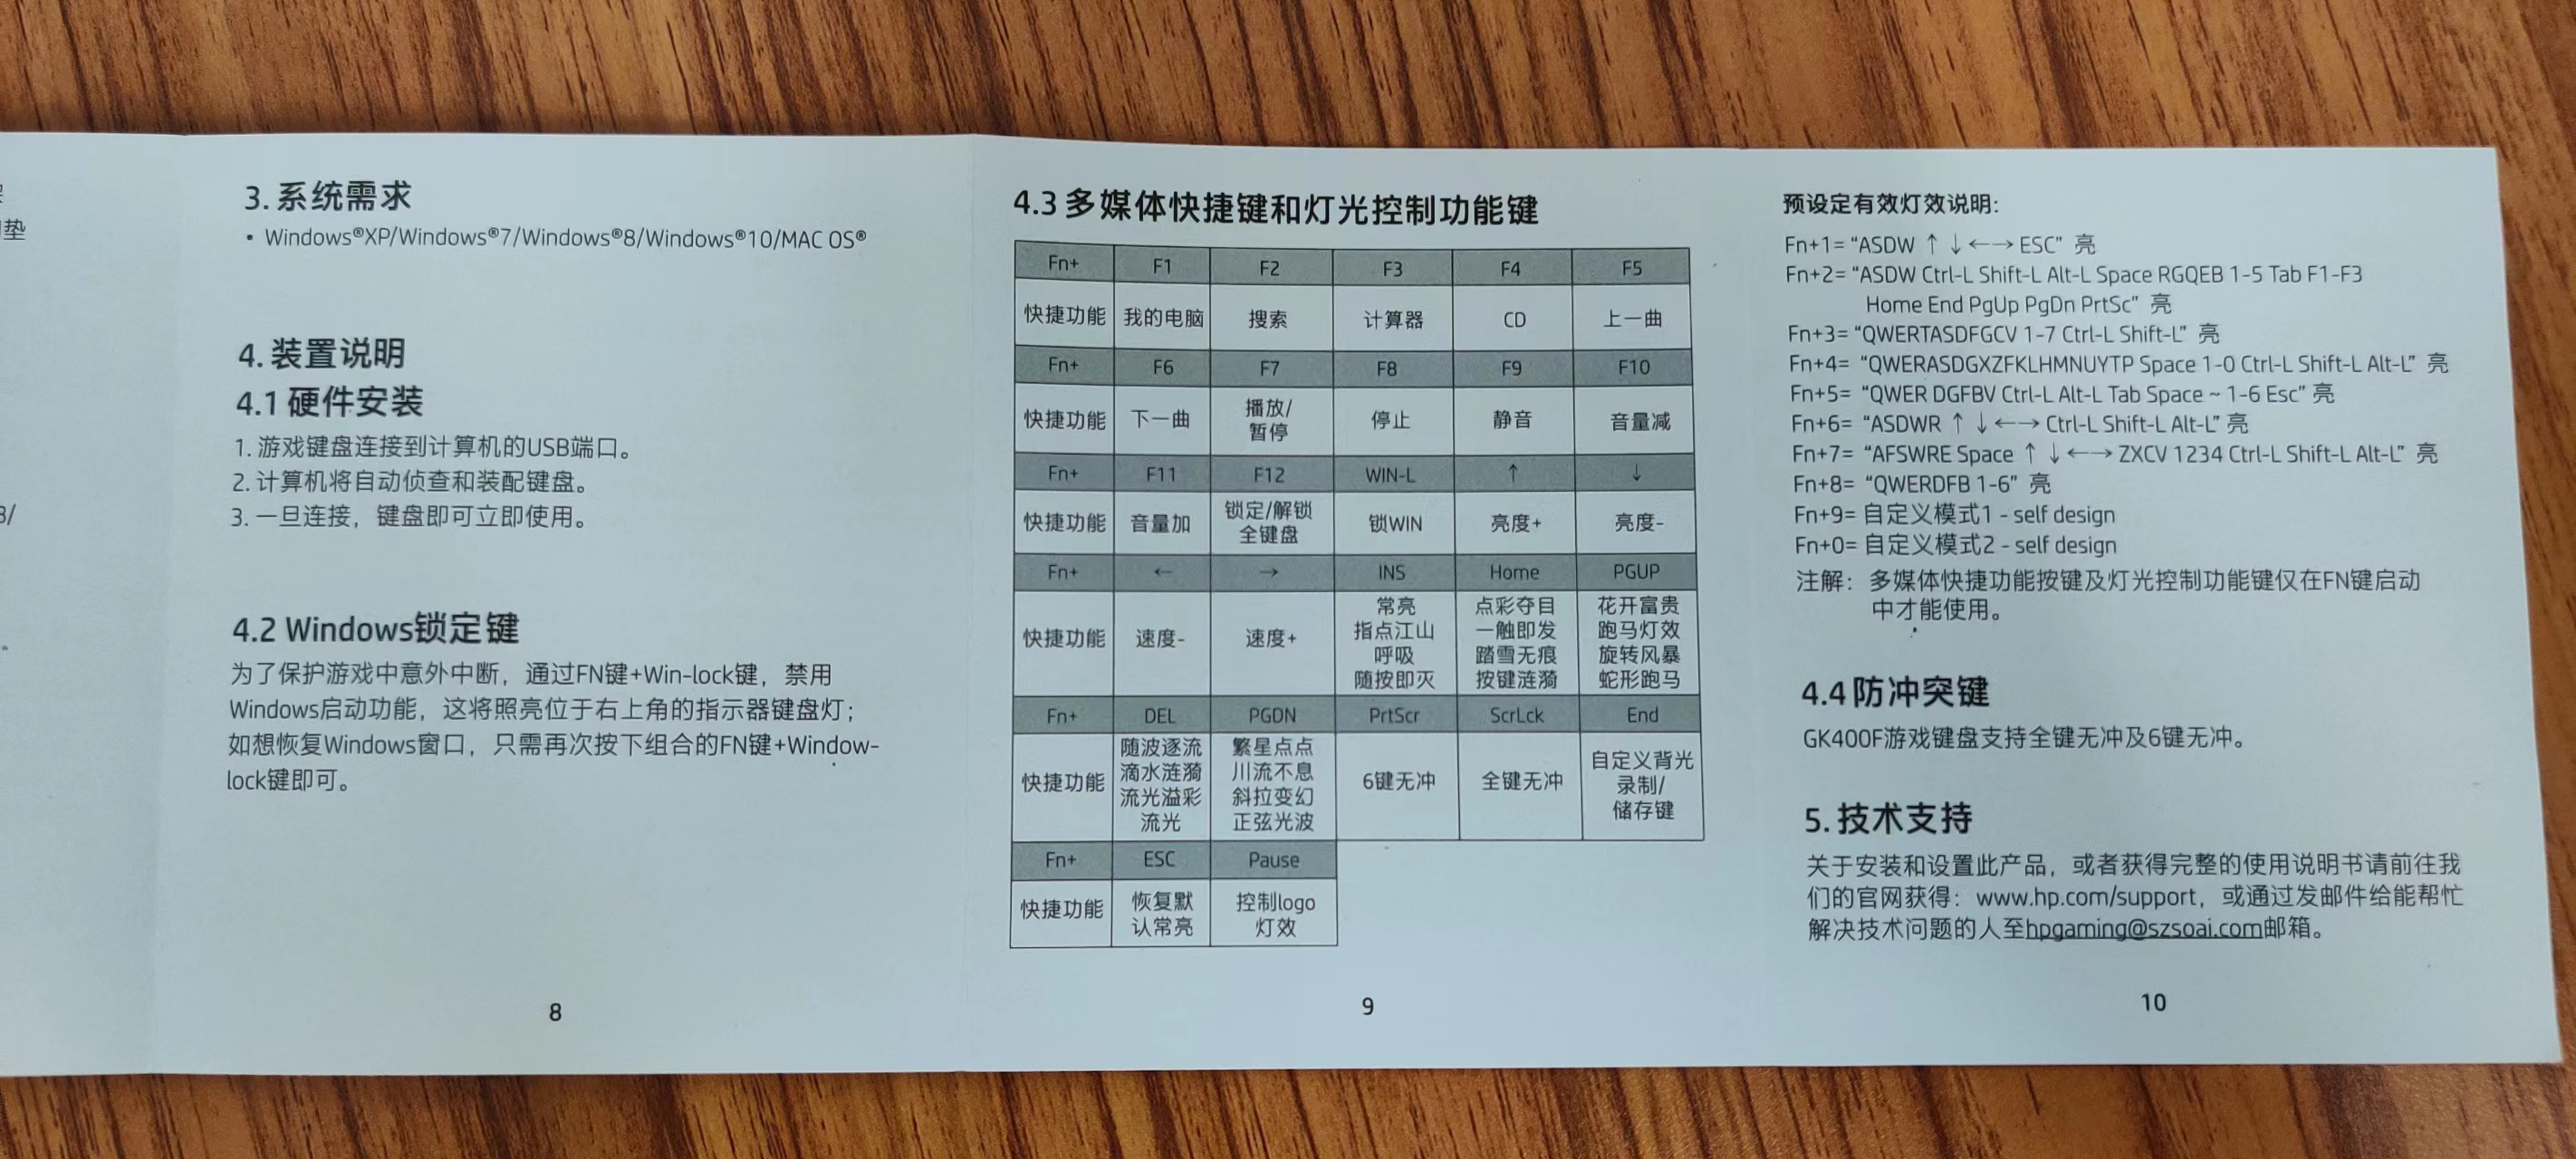 垫
3. 系统需求
• Windows®XP/Windows®7/Windows®8/Windows®10/MAC OS®
4. 装置说明
4.1 硬件安装
1. 游戏键盘连接到计算机的USB端口。
2. 计算机将自动侦查和装配键盘。
3. 一旦连接，键盘即可立即使用。
4.2 Windows锁定键
为了保护游戏中意外中断，通过FN键+Win-lock键，禁用
Windows启动功能，这将照亮位于右上角的指示器键盘灯；
如想恢复Windows窗口，只需再次按下组合的FN键+Window-
lock键即可。
8
4.3 多媒体快捷键和灯光控制功能键
Fn+ F1 F2 F3 F4 F5
快捷功能 我的电脑 搜索 计算器 CD 上一曲
Fn+ F6 F7 F8 F9 F10
快捷功能 下一曲 播放/暂停 停止 静音 音量减
Fn+ F11 F12 WIN-L ↑ ↓
快捷功能 音量加 锁定/解锁全键盘 锁WIN 亮度+ 亮度-
Fn+ ← → INS Home PGUP
快捷功能 速度- 速度+ 常亮 指点江山 呼吸 随按即灭 点彩夺目 一触即发 踏雪无痕 按键涟漪 花开富贵 跑马灯效 旋转风暴 蛇形跑马
Fn+ DEL PGDN PrtScr ScrLck End
快捷功能 随波逐流 滴水涟漪 流光溢彩 流光 繁星点点 川流不息 斜拉变幻 正弦光波 6键无冲 全键无冲 自定义背光录制/储存键
Fn+ ESC Pause
快捷功能 恢复默认常亮 控制logo灯效
9
预设定有效灯效说明:
Fn+1= “ASDW ↑ ↓ ← → ESC” 亮
Fn+2= “ASDW Ctrl-L Shift-L Alt-L Space RGQEB 1-5 Tab F1-F3
Home End PgUp PgDn PrtSc” 亮
Fn+3= “QWERTASDFGCV 1-7 Ctrl-L Shift-L” 亮
Fn+4= “QWERASDGXZFKLHMNUYTP Space 1-0 Ctrl-L Shift-L Alt-L” 亮
Fn+5= “QWER DGFBV Ctrl-L Alt-L Tab Space ~ 1-6 Esc” 亮
Fn+6= “ASDWR ↑ ↓ ← → Ctrl-L Shift-L Alt-L” 亮
Fn+7= “AFSWRE Space ↑ ↓ ← → ZXCV 1234 Ctrl-L Shift-L Alt-L” 亮
Fn+8= “QWERDFB 1-6” 亮
Fn+9= 自定义模式1 - self design
Fn+0= 自定义模式2 - self design
注解：多媒体快捷功能按键及灯光控制功能键仅在FN键启动
中才能使用。
4.4 防冲突键
GK400F游戏键盘支持全键无冲及6键无冲。
5. 技术支持
关于安装和设置此产品，或者获得完整的使用说明书请前往我
们的官网获得：www.hp.com/support，或通过发邮件给能帮忙
解决技术问题的人至hpgaming@szsoai.com邮箱。
10